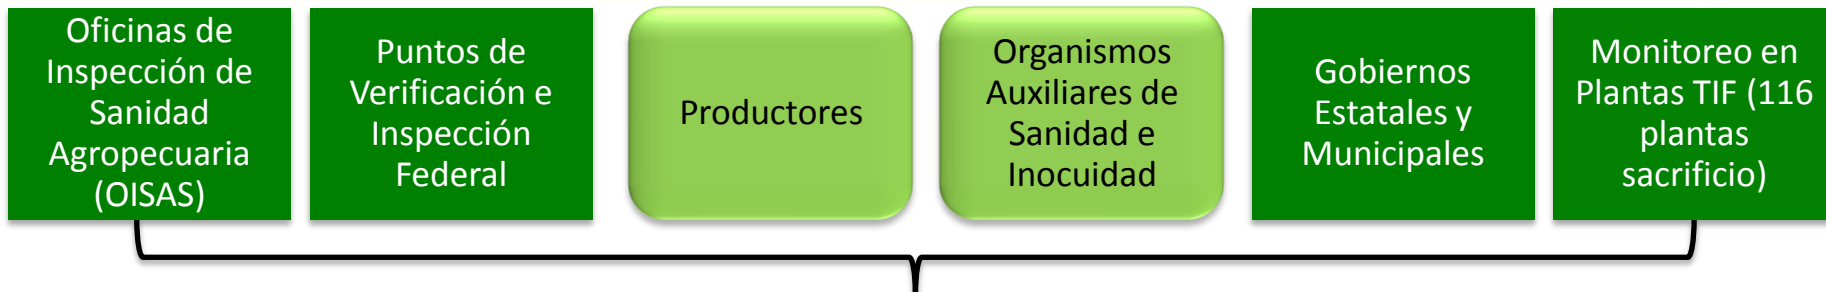 Oficinas de
Inspección de
Sanidad
Agropecuaria
(OISAS)
Puntos de
Verificación e
Inspección
Federal
Productores
Organismos
Auxiliares de
Sanidad e
Inocuidad
Gobiernos
Estatales y
Municipales
Monitoreo en
Plantas TIF (116
plantas
sacrificio)